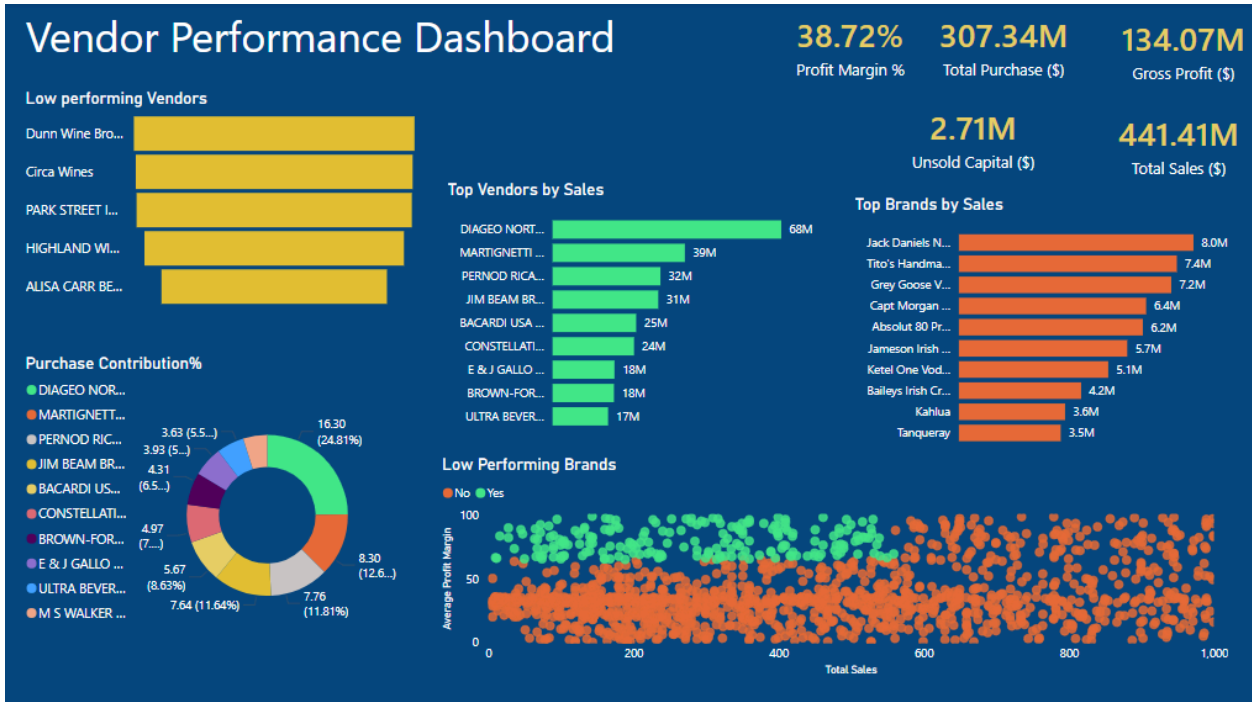 Vendor Performance Dashboard
38.72%
Profit Margin %
307.34M
Total Purchase ($)
134.07M
Gross Profit ($)
2.71M
Unsold Capital ($)
441.41M
Total Sales ($)
Low performing Vendors
Dunn Wine Bro...
Circa Wines
PARK STREET I...
HIGHLAND WI...
ALISA CARR BE...
Top Vendors by Sales
DIAGEO NORT... 68M
MARTIGNETTI ... 39M
PERNOD RICA... 32M
JIM BEAM BR... 31M
BACARDI USA ... 25M
CONSTELLATI... 24M
E & J GALLO ... 18M
BROWN-FOR... 18M
ULTRA BEVER... 17M
Top Brands by Sales
Jack Daniels N... 8.0M
Tito's Handma... 7.4M
Grey Goose V... 7.2M
Capt Morgan ... 6.4M
Absolut 80 Pr... 6.2M
Jameson Irish ... 5.7M
Ketel One Vod... 5.1M
Baileys Irish Cr... 4.2M
Kahlua 3.6M
Tanqueray 3.5M
Purchase Contribution%
DIAGEO NOR...
MARTIGNETT...
PERNOD RIC...
JIM BEAM BR...
BACARDI US...
CONSTELLATI...
BROWN-FOR...
E & J GALLO ...
ULTRA BEVER...
M S WALKER ...
16.30
(24.81%)
8.30
(12.6...)
7.76
(11.81%)
7.64 (11.64%)
5.67
(8.63%)
4.97
(7....)
4.31
(6.5...)
3.93 (5...)
3.63 (5.5...)
Low Performing Brands
No Yes
Average Profit Margin
100
50
0
0 200 400 600 800 1,000
Total Sales